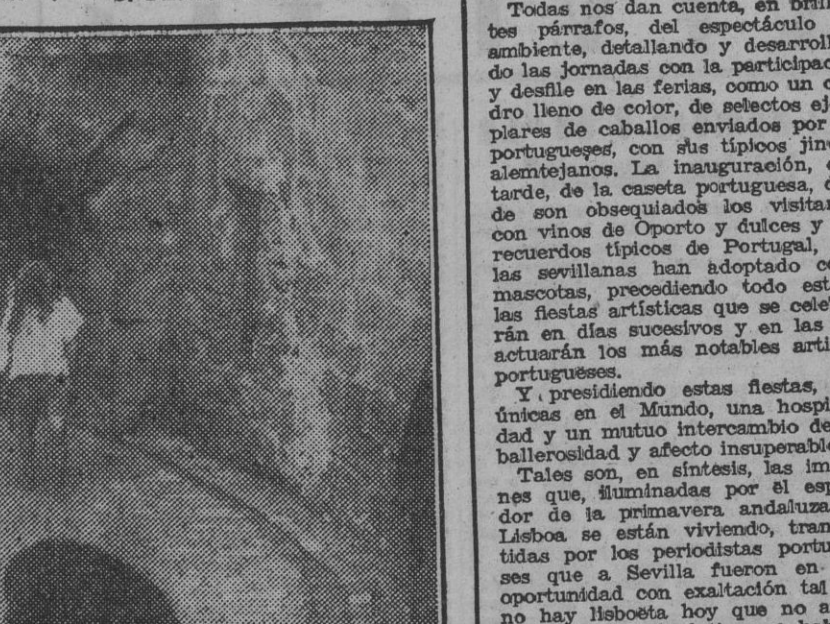 Todas nos dan cuenta, en brill
tes párrafos, del espectáculo
ambiente, detallando y desarroll
do las jornadas con la participac
y desfile en las ferias, como un c
dro lleno de color, de selectos ej
plares de caballos enviados por
portugueses, con sus típicos jin
alemtejanos. La inauguración,
tarde, de la caseta portuguesa,
de son obsequiados los visitan
con vinos de Oporto y dulces y
recuerdos típicos de Portugal,
las sevillanas han adoptado co
mascotas, precediendo todo est
las fiestas artísticas que se cele
rán en días sucesivos y en las
actuarán los más notables arti
portugueses.
Y presidiendo estas fiestas,
únicas en el Mundo, una hospi
dad y un mutuo intercambio de
ballerosidad y afecto insuperable
Tales son, en síntesis, las im
nes que, iluminadas por el esp
dor de la primavera andaluza
Lisboa se están viviendo, tran
tidas por los periodistas portu
ses que a Sevilla fueron en
oportunidad con exaltación tal
no hay lisboeta hoy que no a